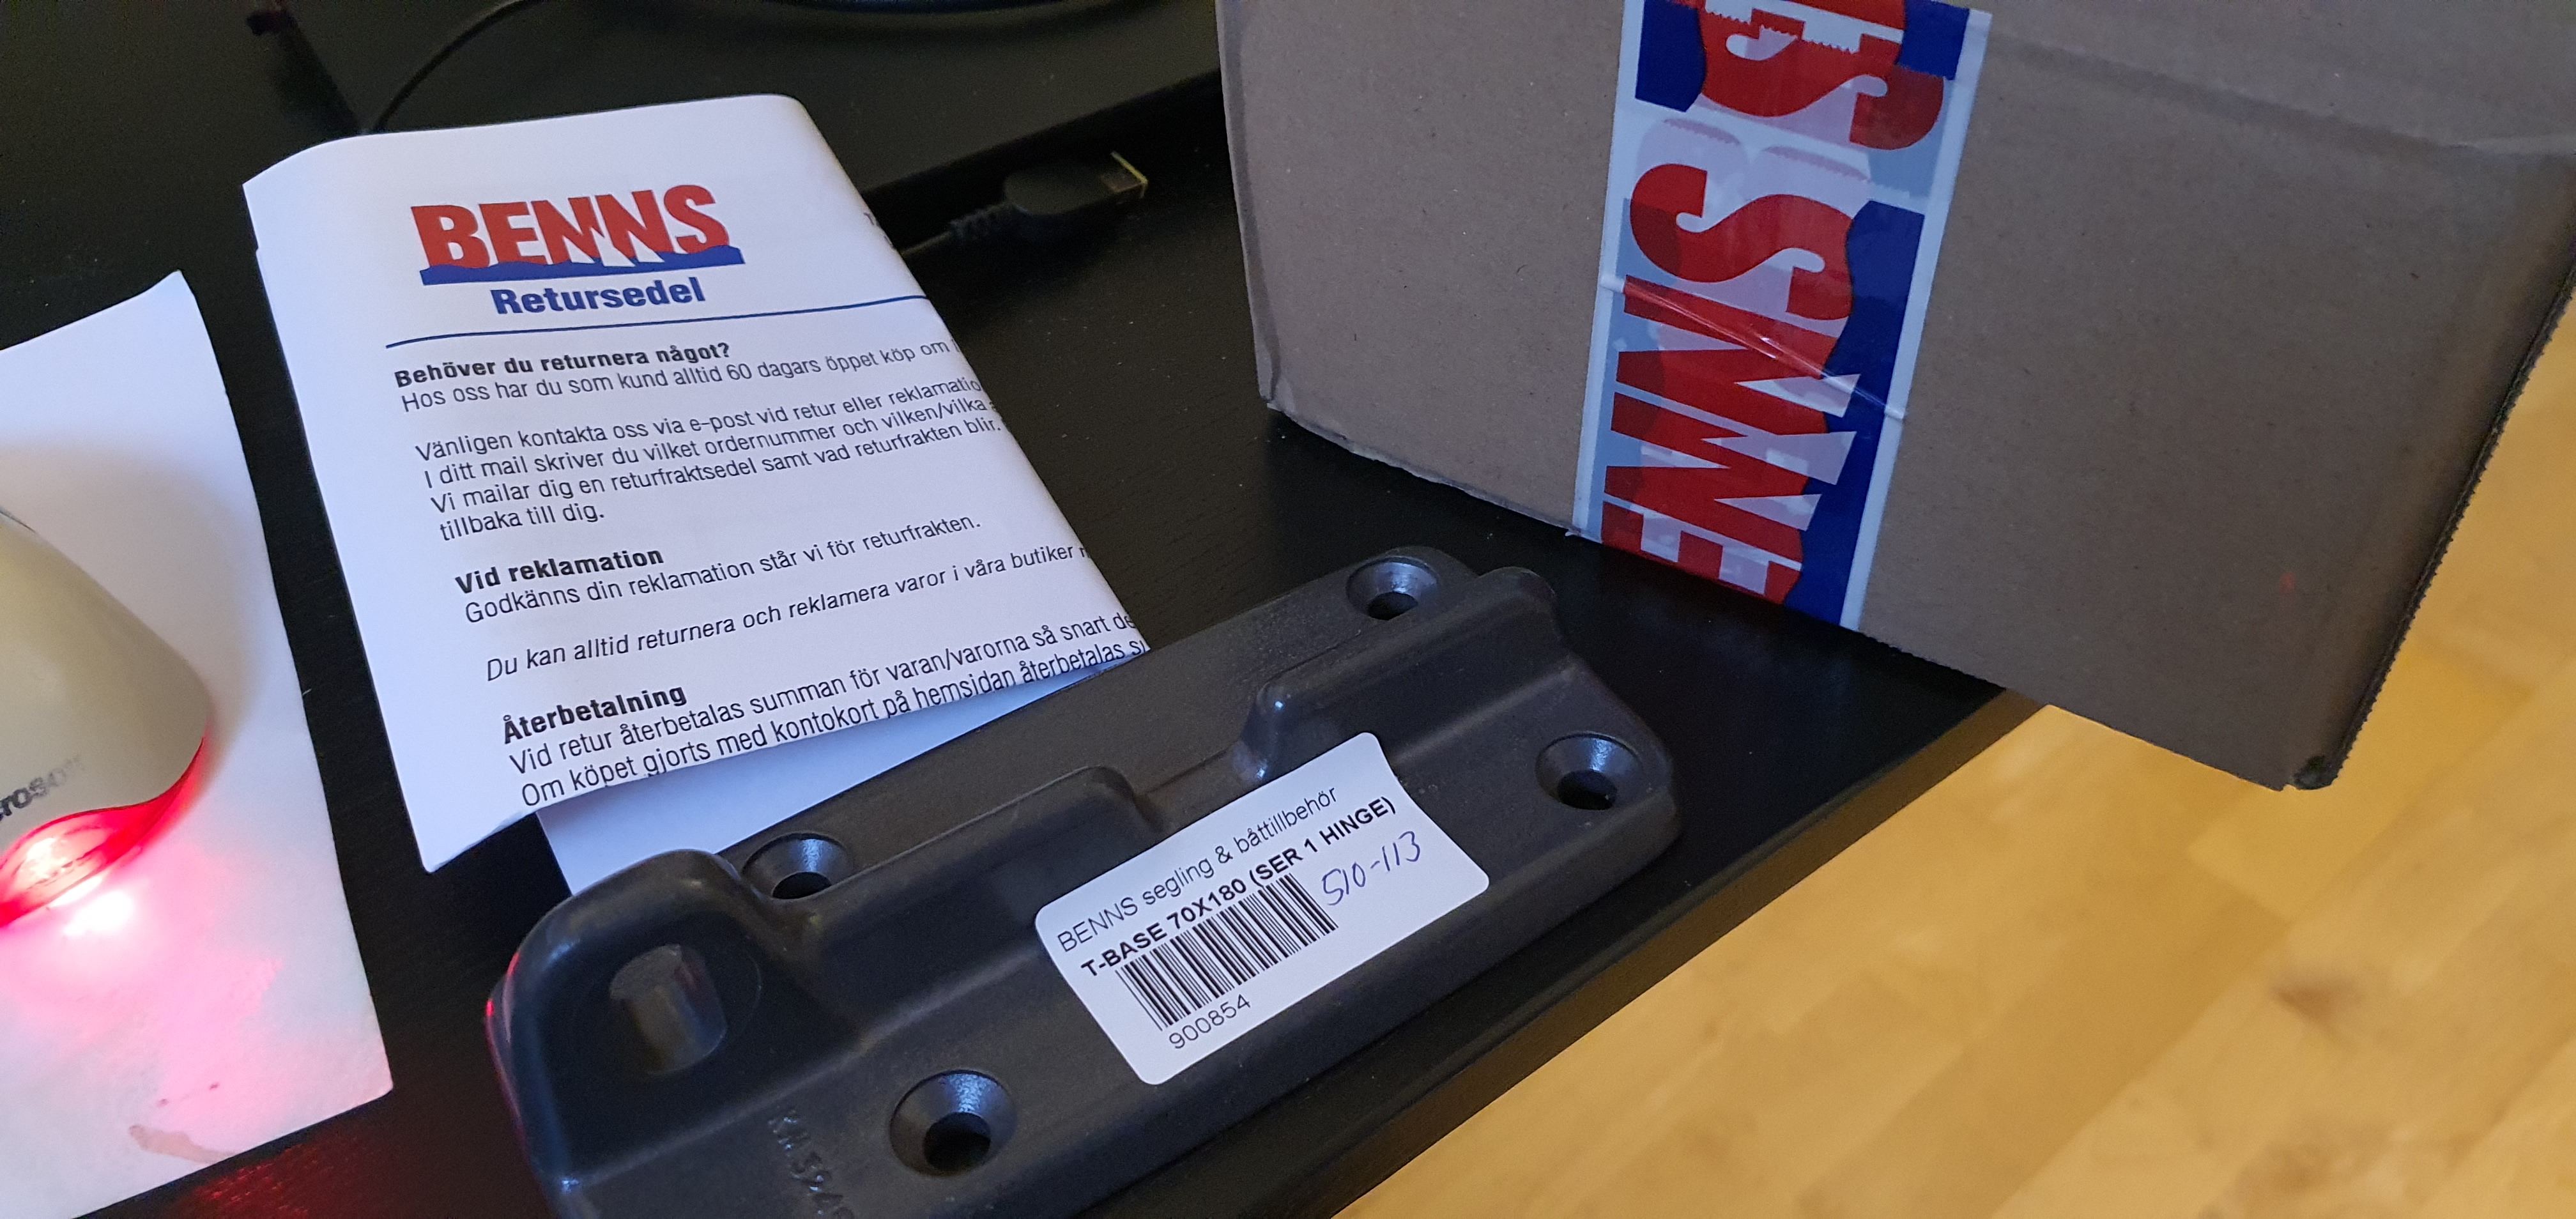 BENNS
Retursedel
Behöver du returnera något?
Hos oss har du som kund alltid 60 dagars öppet köp om
Vänligen kontakta oss via e-post vid retur eller reklamatio
I ditt mail skriver du vilket ordernummer och vilken/vilka
Vi mailar dig en returfraktsedel samt vad returfrakten blir.
tillbaka till dig.
Vid reklamation
Godkänns din reklamation står vi för returfrakten.
Du kan alltid returnera och reklamera varor i våra butiker
Återbetalning
Vid retur återbetalas summan för varan/varorna så snart de
Om köpet gjorts med kontokort på hemsidan återbetalas su
BENNS segling & båttillbehör
T-BASE 70X180 (SER 1 HINGE)
510-113
900854
ENNS